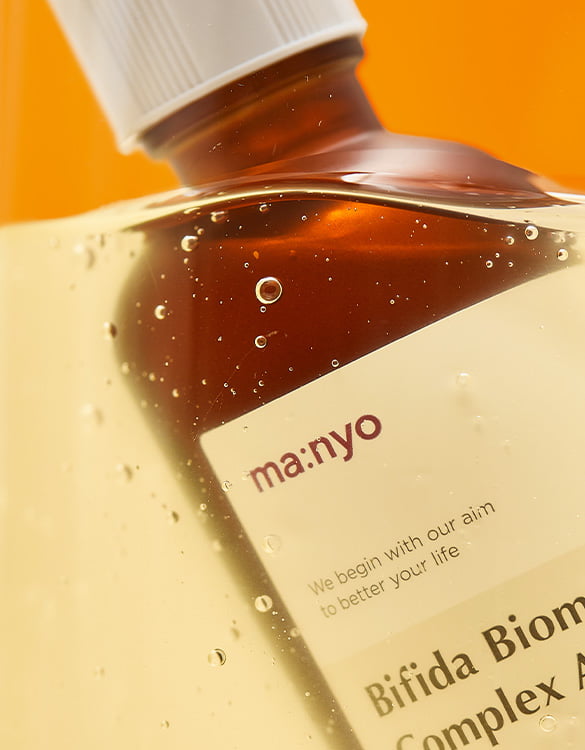 ma:nyo
We begin with our aim
to better your life
Bifida Biom
Complex A